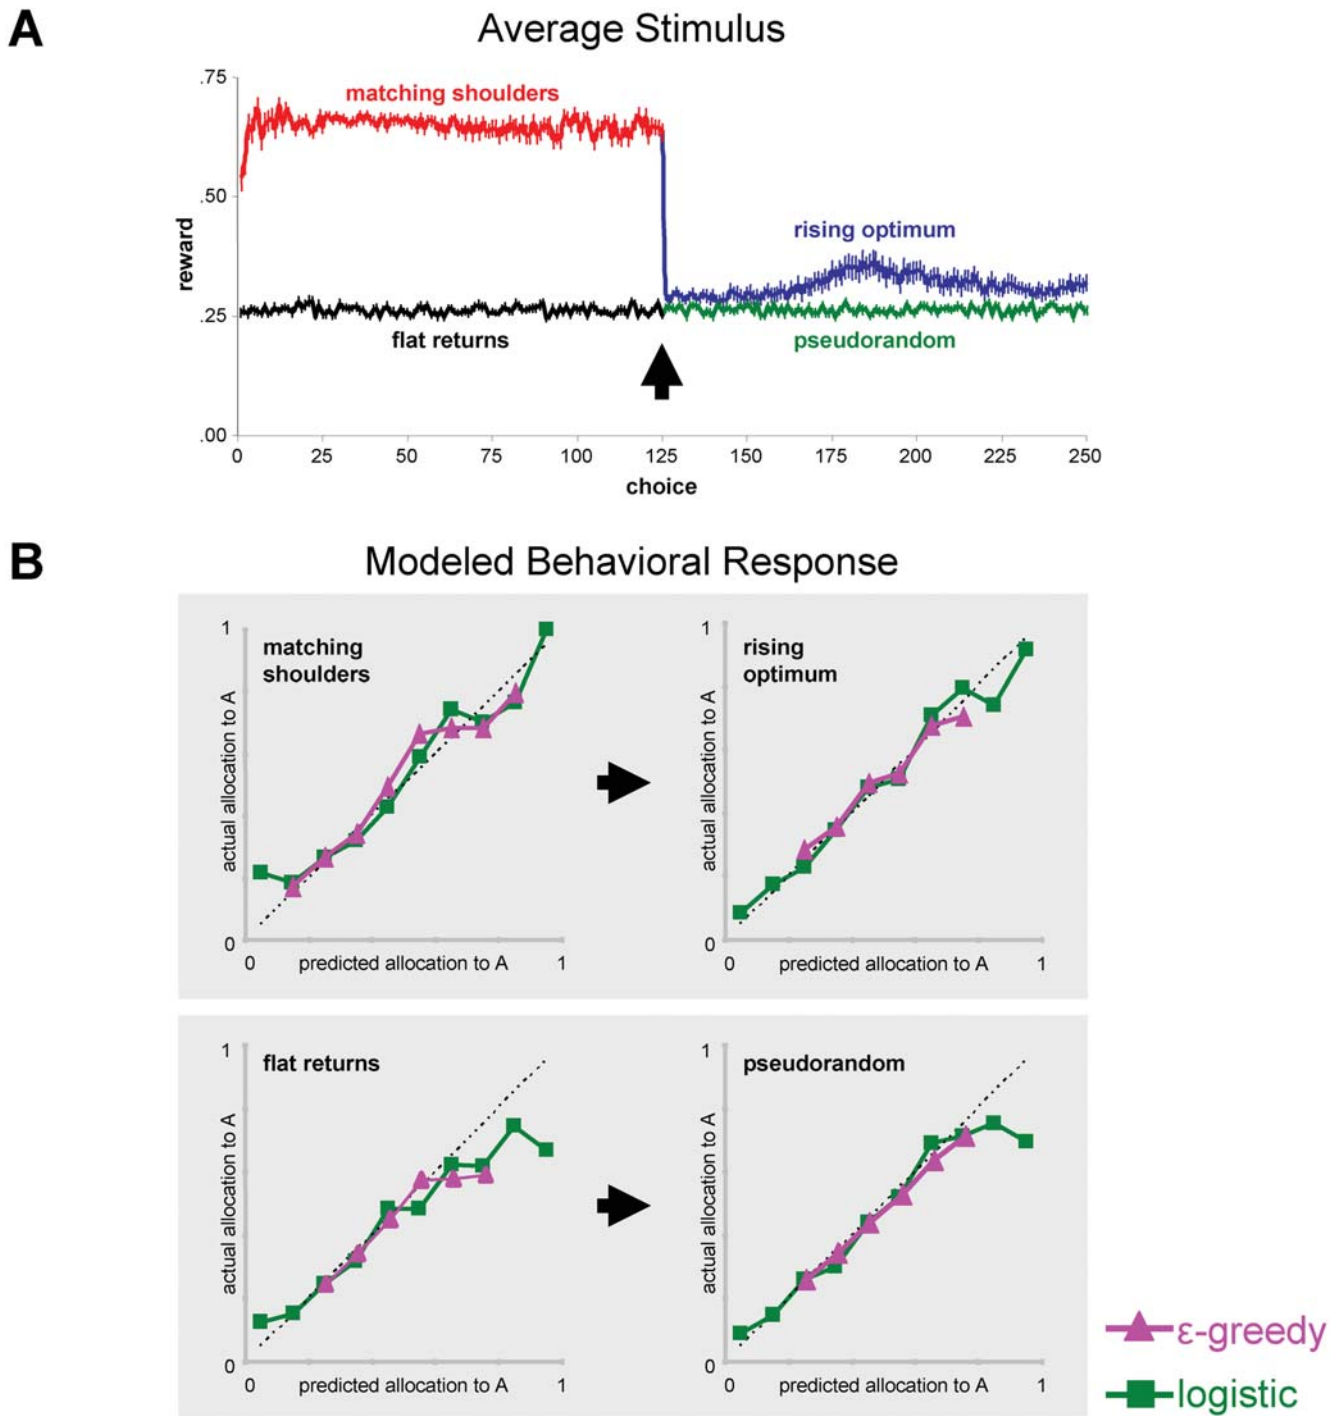 A
Average Stimulus
.75
matching shoulders
.50
rising optimum
reward
.25
flat returns
pseudorandom
.00
0 25 50 75 100 125 150 175 200 225 250
choice
B
Modeled Behavioral Response
1
matching
shoulders
actual allocation to A
0
0 predicted allocation to A 1
1
rising
optimum
actual allocation to A
0
0 predicted allocation to A 1
1
flat returns
actual allocation to A
0
0 predicted allocation to A 1
1
pseudorandom
actual allocation to A
0
0 predicted allocation to A 1
ε-greedy
logistic